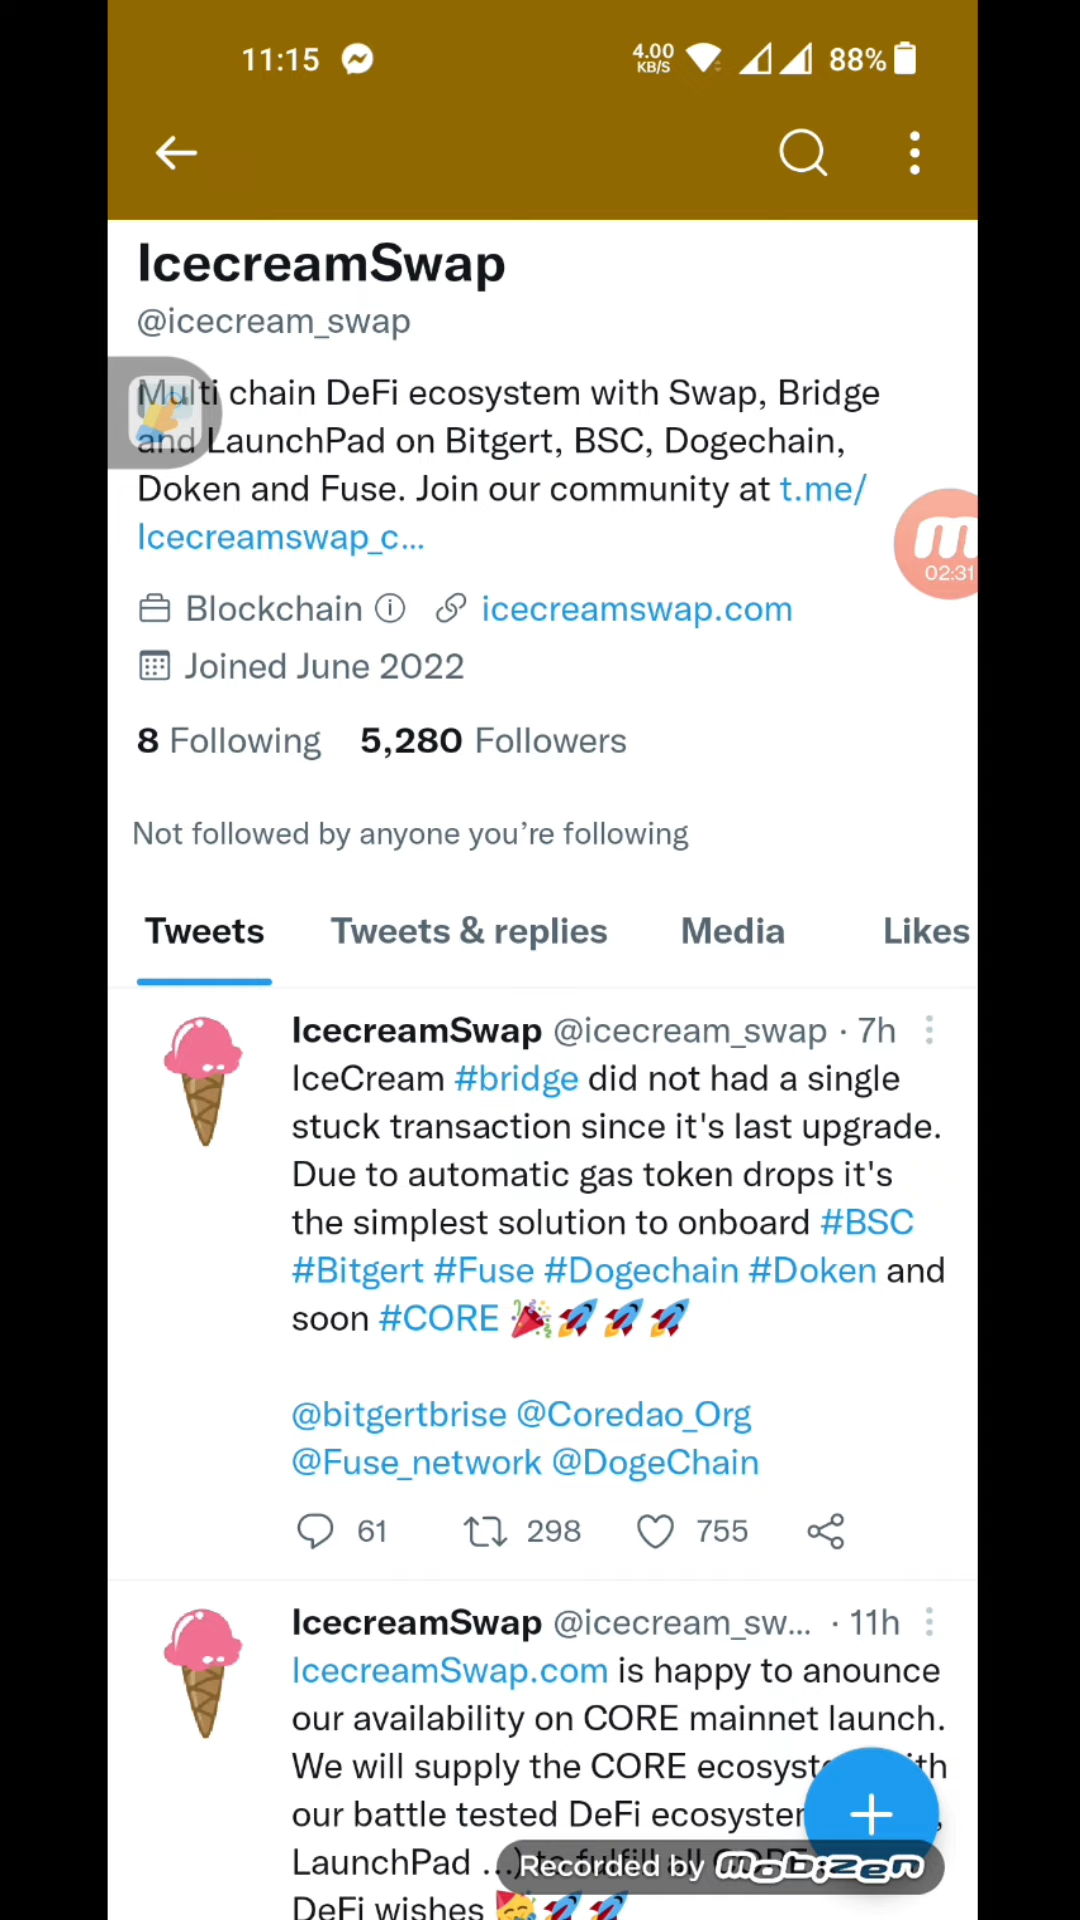 11:15
4.00 KB/S
88%
IcecreamSwap
@icecream_swap
Multi chain DeFi ecosystem with Swap, Bridge
and LaunchPad on Bitgert, BSC, Dogechain,
Doken and Fuse. Join our community at t.me/
Icecreamswap_c...
02:31
Blockchain icecreamswap.com
Joined June 2022
8 Following 5,280 Followers
Not followed by anyone you’re following
Tweets Tweets & replies Media Likes
IcecreamSwap @icecream_swap · 7h
IceCream #bridge did not had a single
stuck transaction since it's last upgrade.
Due to automatic gas token drops it's
the simplest solution to onboard #BSC
#Bitgert #Fuse #Dogechain #Doken and
soon #CORE 🎉🚀🚀🚀
@bitgertbrise @Coredao_Org
@Fuse_network @DogeChain
61 298 755
IcecreamSwap @icecream_sw... · 11h
IcecreamSwap.com is happy to anounce
our availability on CORE mainnet launch.
We will supply the CORE
our battle tested DeFi
LaunchPad ...) to fulfill all CORE
DeFi wishes 🥳🚀🚀
Recorded by mobizen